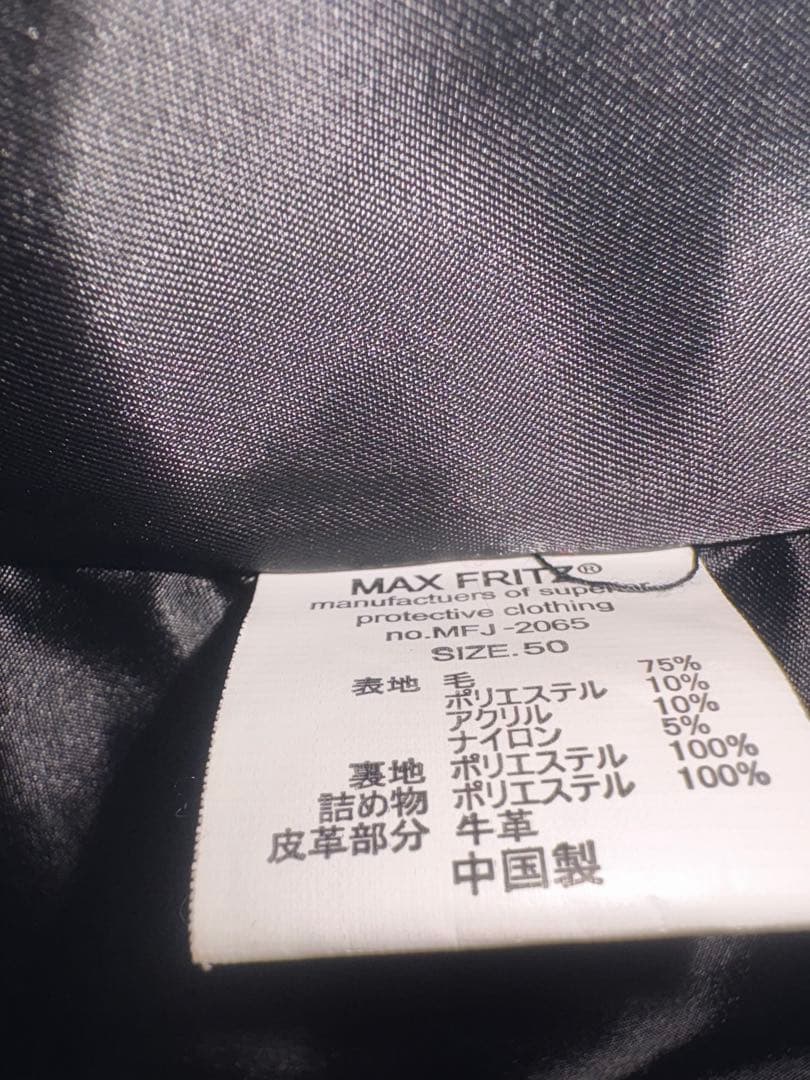 MAX FRITZ®
manufactuers of superior
protective clothing
no.MFJ-2065
SIZE.50
表地 毛 75%
ポリエステル 10%
アクリル 10%
ナイロン 5%
裏地 ポリエステル 100%
詰め物 ポリエステル 100%
皮革部分 牛革
中国製